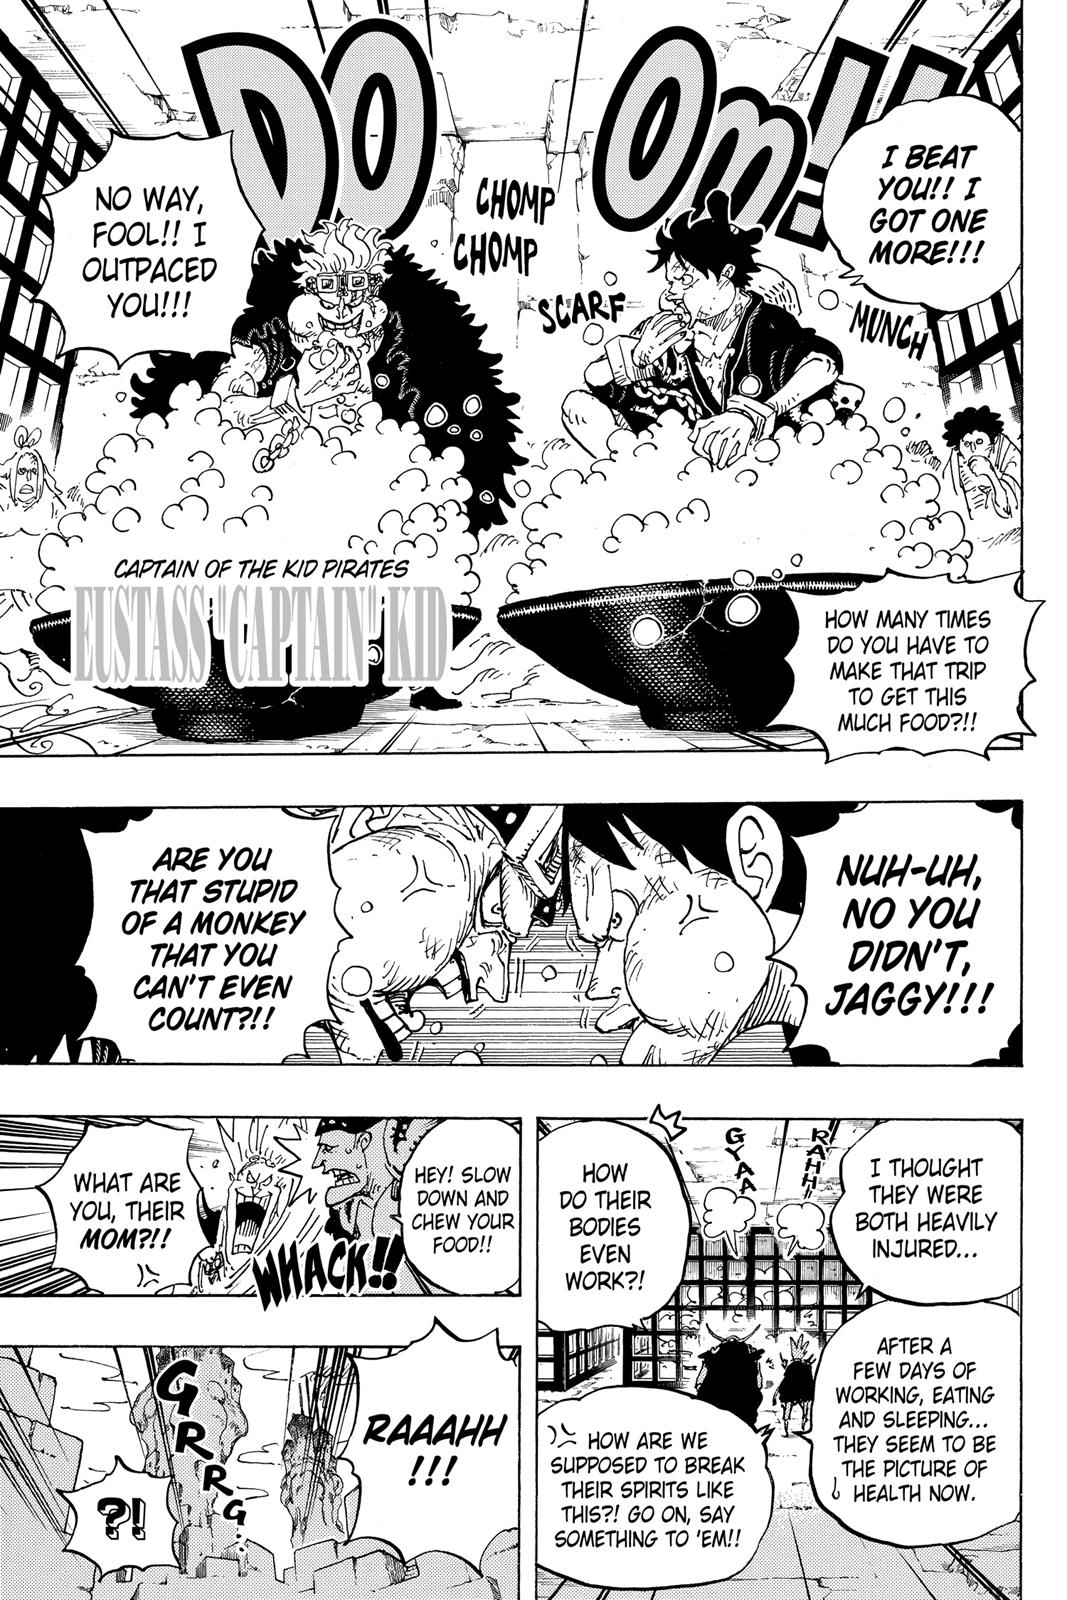 DO
OM!!
I BEAT
YOU!! I
GOT ONE
MORE!!!
NO WAY,
FOOL!! I
OUTPACED
YOU!!!
CHOMP
CHOMP
SCARF
MUNCH
CAPTAIN OF THE KID PIRATES
EUSTASS "CAPTAIN" KID
HOW MANY TIMES
DO YOU HAVE TO
MAKE THAT TRIP
TO GET THIS
MUCH FOOD?!!
NUH-UH,
NO YOU
DIDN'T,
JAGGY!!!
ARE YOU
THAT STUPID
OF A MONKEY
THAT YOU
CAN'T EVEN
COUNT?!!
I THOUGHT
THEY WERE
BOTH HEAVILY
INJURED...
RAHH!!
GYAA
HOW
DO THEIR
BODIES
EVEN
WORK?!
AFTER A
FEW DAYS OF
WORKING, EATING
AND SLEEPING...
THEY SEEM TO BE
THE PICTURE OF
HEALTH NOW.
HOW ARE WE
SUPPOSED TO BREAK
THEIR SPIRITS LIKE
THIS?! GO ON, SAY
SOMETHING TO 'EM!!
HEY! SLOW
DOWN AND
CHEW YOUR
FOOD!!
WHAT ARE
YOU, THEIR
MOM?!!
WHACK!!
RAAAHH
!!!
GRRG...
?!